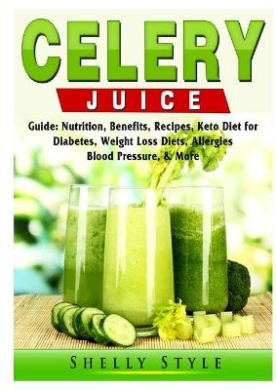 CELERY
JUICE
Guide: Nutrition, Benefits, Recipes, Keto Diet for
Diabetes, Weight Loss Diets, Allergies
Blood Pressure, & More
SHELLY STYLE